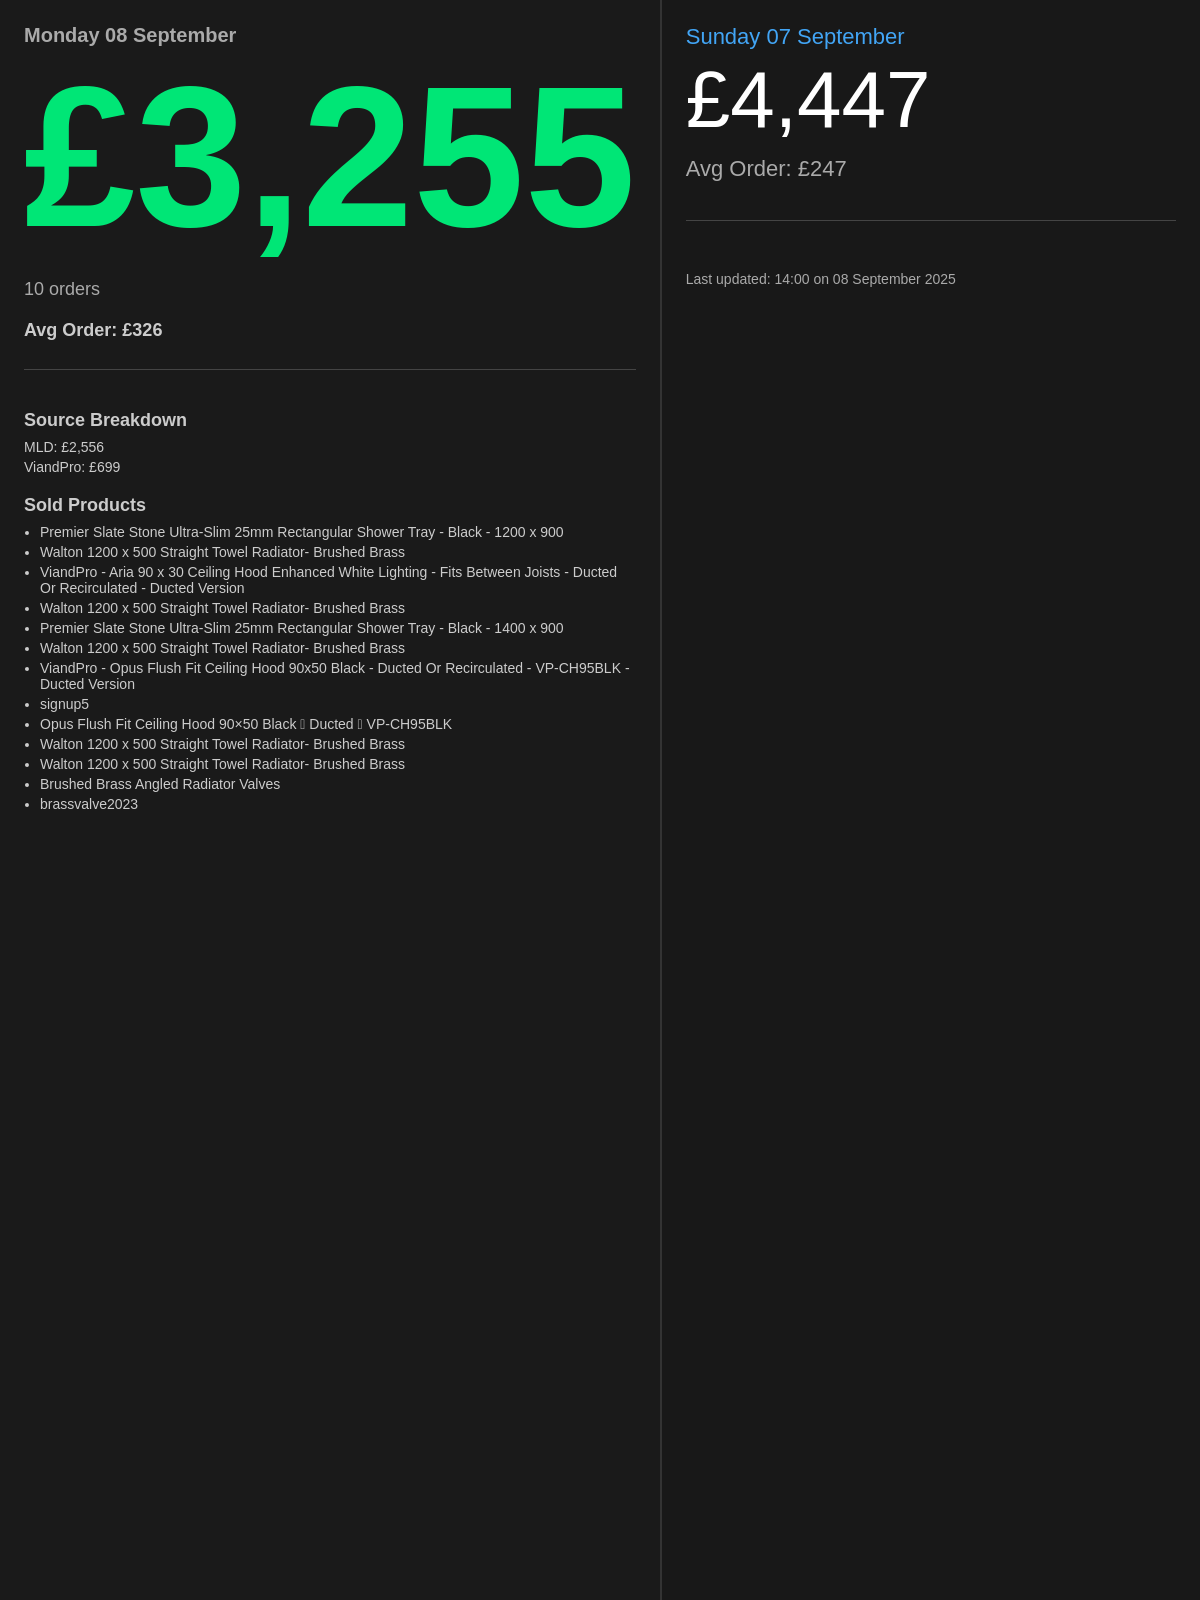 Monday 08 September
£3,255
10 orders
Avg Order: £326
Source Breakdown
MLD: £2,556
ViandPro: £699
Sold Products
• Premier Slate Stone Ultra-Slim 25mm Rectangular Shower Tray - Black - 1200 x 900
• Walton 1200 x 500 Straight Towel Radiator- Brushed Brass
• ViandPro - Aria 90 x 30 Ceiling Hood Enhanced White Lighting - Fits Between Joists - Ducted
Or Recirculated - Ducted Version
• Walton 1200 x 500 Straight Towel Radiator- Brushed Brass
• Premier Slate Stone Ultra-Slim 25mm Rectangular Shower Tray - Black - 1400 x 900
• Walton 1200 x 500 Straight Towel Radiator- Brushed Brass
• ViandPro - Opus Flush Fit Ceiling Hood 90x50 Black - Ducted Or Recirculated - VP-CH95BLK -
Ducted Version
• signup5
• Opus Flush Fit Ceiling Hood 90×50 Black ▯ Ducted ▯ VP-CH95BLK
• Walton 1200 x 500 Straight Towel Radiator- Brushed Brass
• Walton 1200 x 500 Straight Towel Radiator- Brushed Brass
• Brushed Brass Angled Radiator Valves
• brassvalve2023
Sunday 07 September
£4,447
Avg Order: £247
Last updated: 14:00 on 08 September 2025